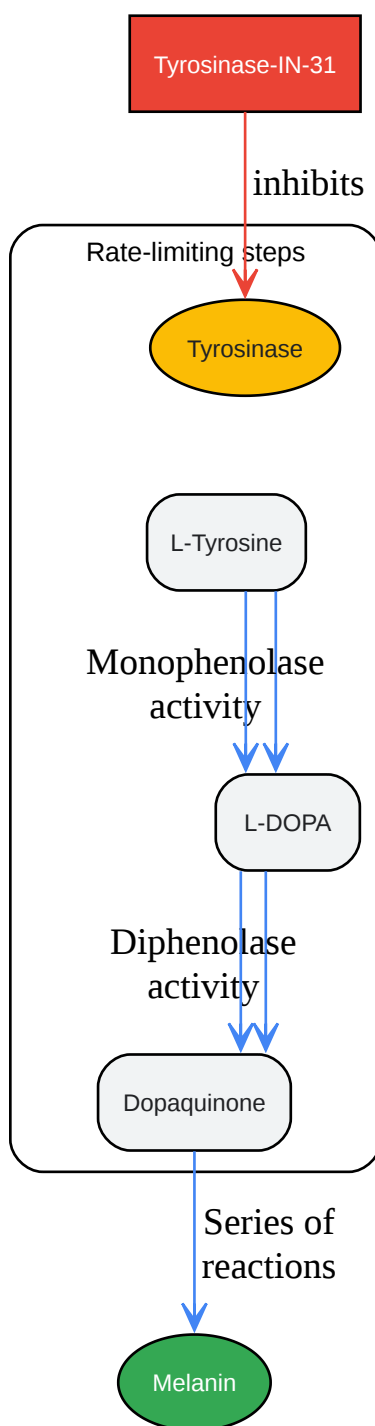 Tyrosinase-IN-31
inhibits
Rate-limiting steps
Tyrosinase
L-Tyrosine
Monophenolase
activity
L-DOPA
Diphenolase
activity
Dopaquinone
Series of
reactions
Melanin